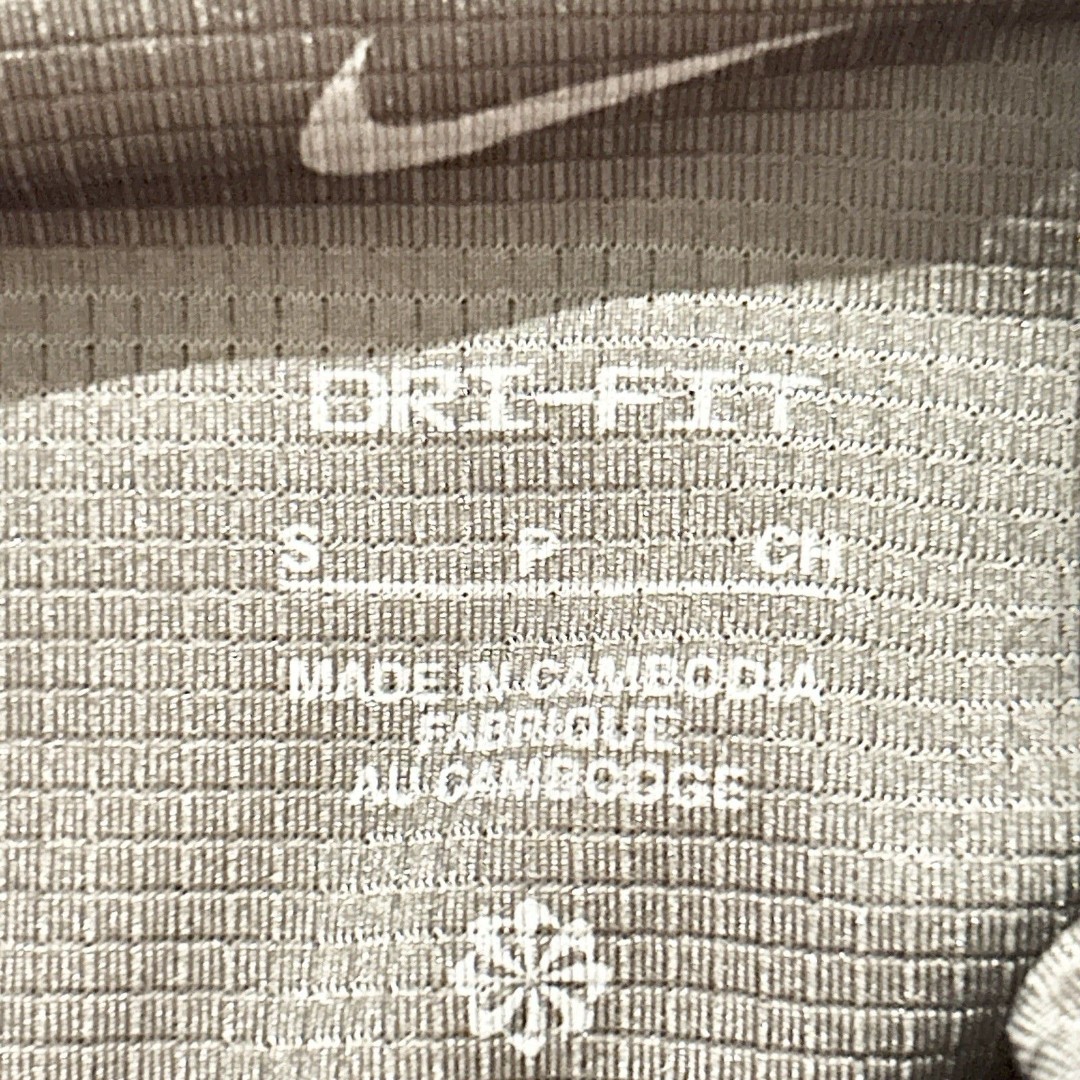 DRI-FIT
S P CH
MADE IN CAMBODIA
FABRIQUE
AU CAMBODGE